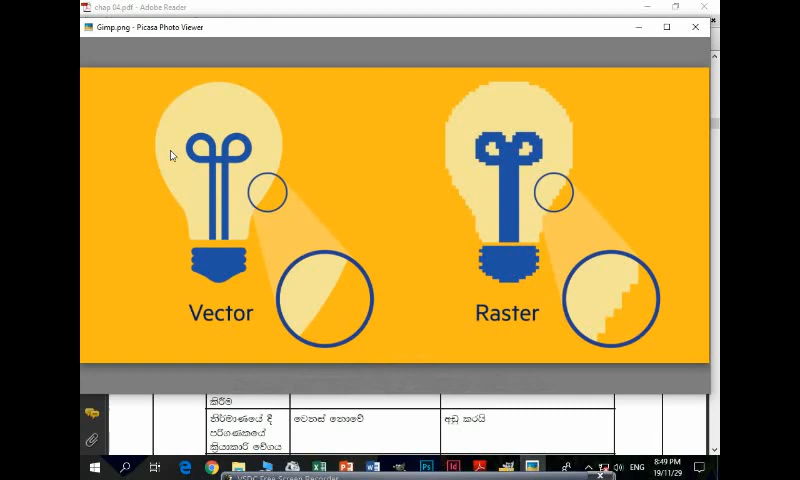 chap 04.pdf - Adobe Reader
Gimp.png - Picasa Photo Viewer
Vector
Raster
කිරීම
නිර්මාණයේ දී
පරිගණකයේ
ක්‍රියාකාරි වේගය
වෙනස් නොවේ
අඩු කරයි
ENG
8:49 PM
19/11/29
VSDC Free Screen Recorder